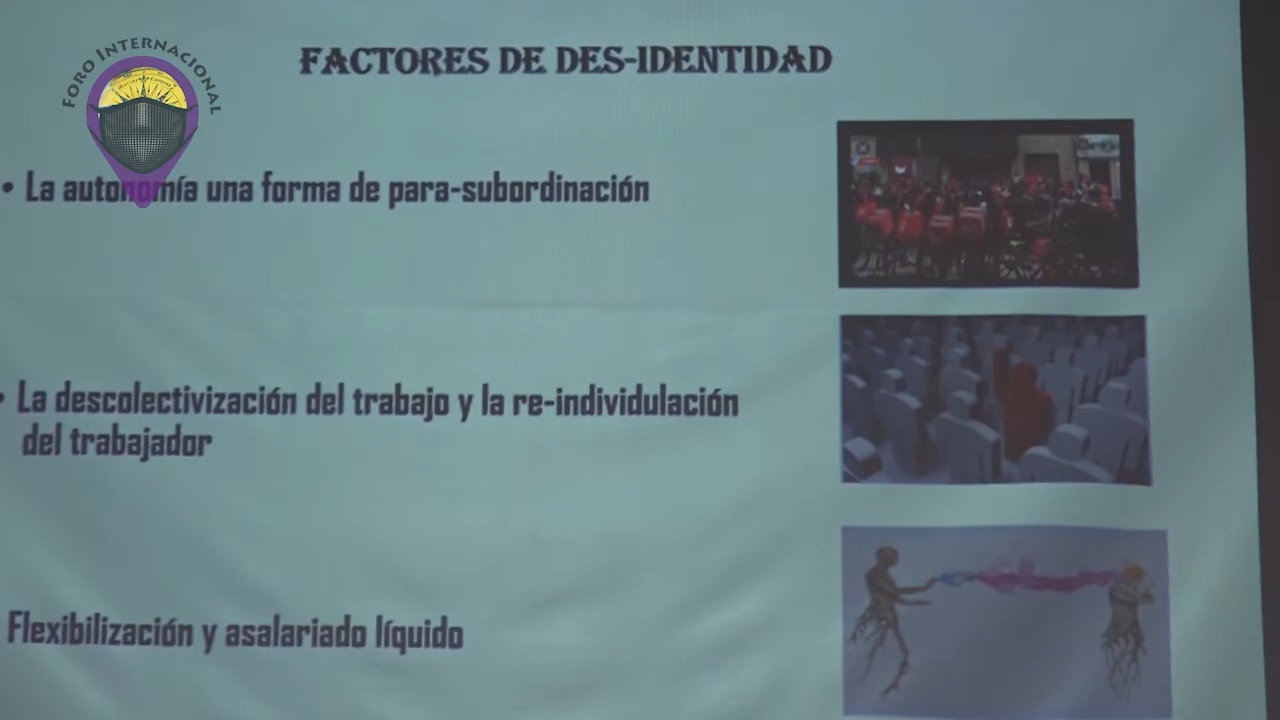 FORO INTERNACIONAL
FACTORES DE DES-IDENTIDAD
• La autonomía una forma de para-subordinación
• La descolectivización del trabajo y la re-individulación
del trabajador
Flexibilización y asalariado líquido